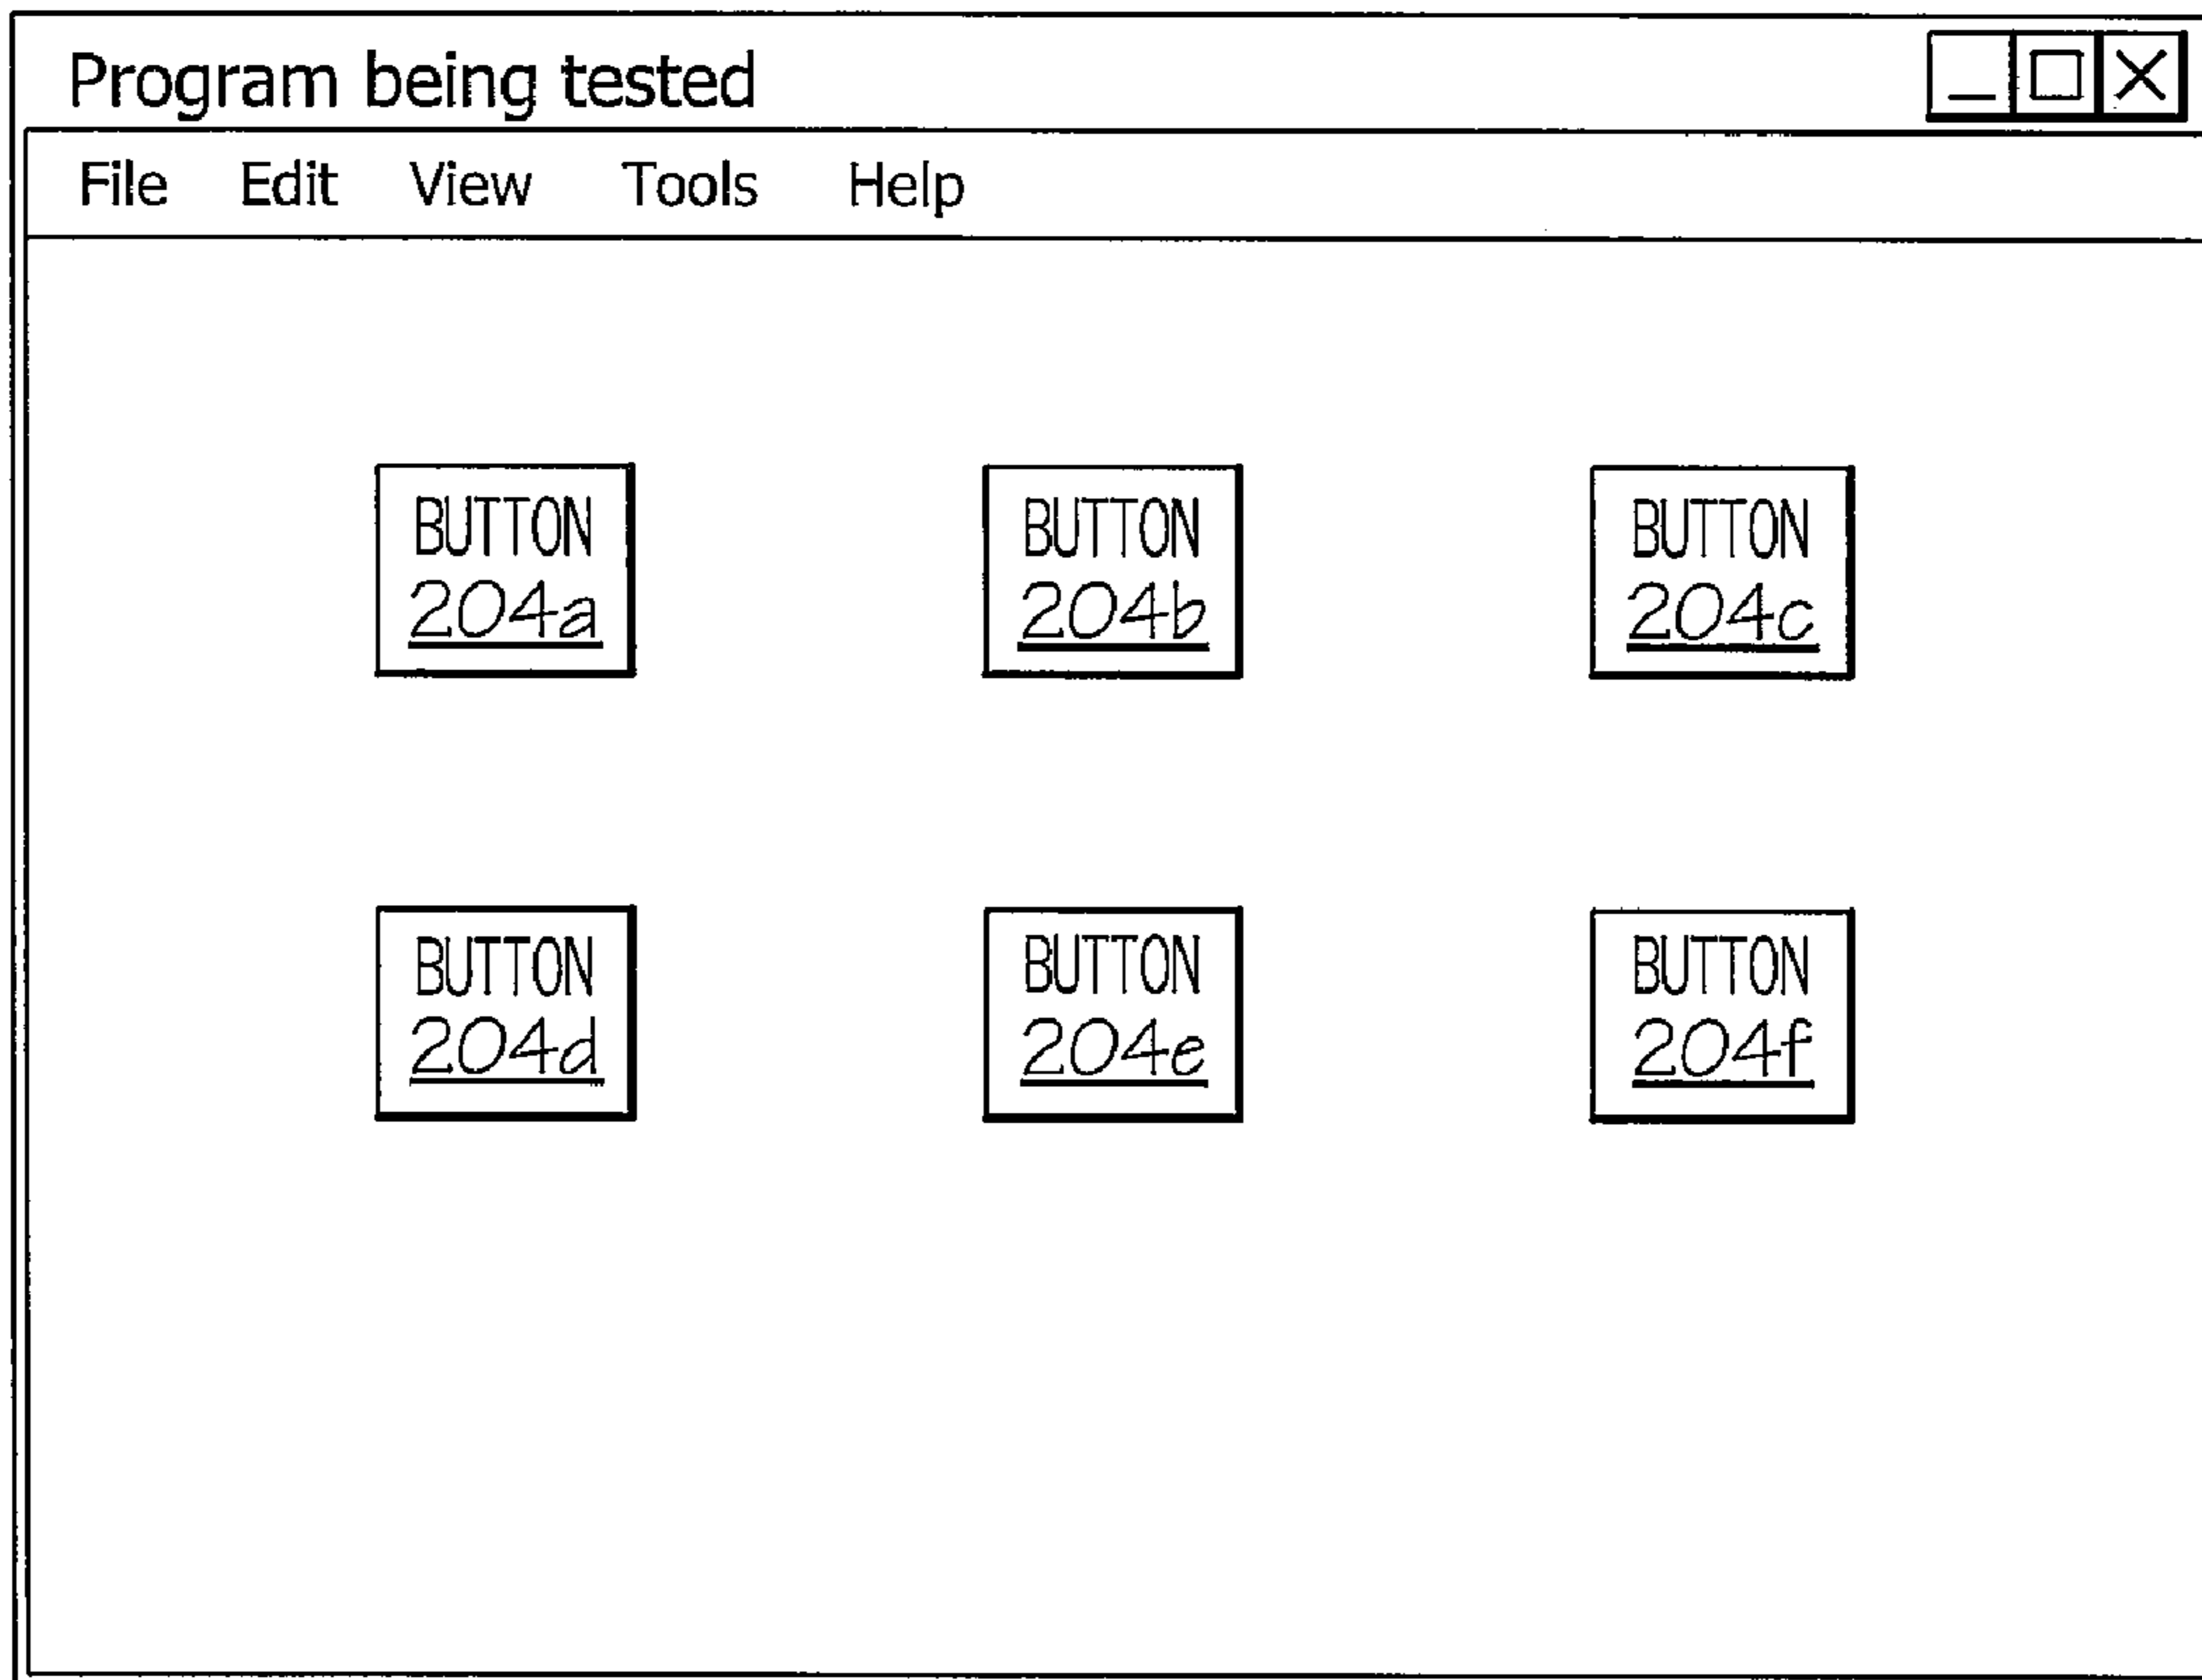 Program being tested
File Edit View Tools Help
BUTTON BUTTON BUTTON
204a 204b 204c
BUTTON BUTTON BUTTON
204d 204e 204f